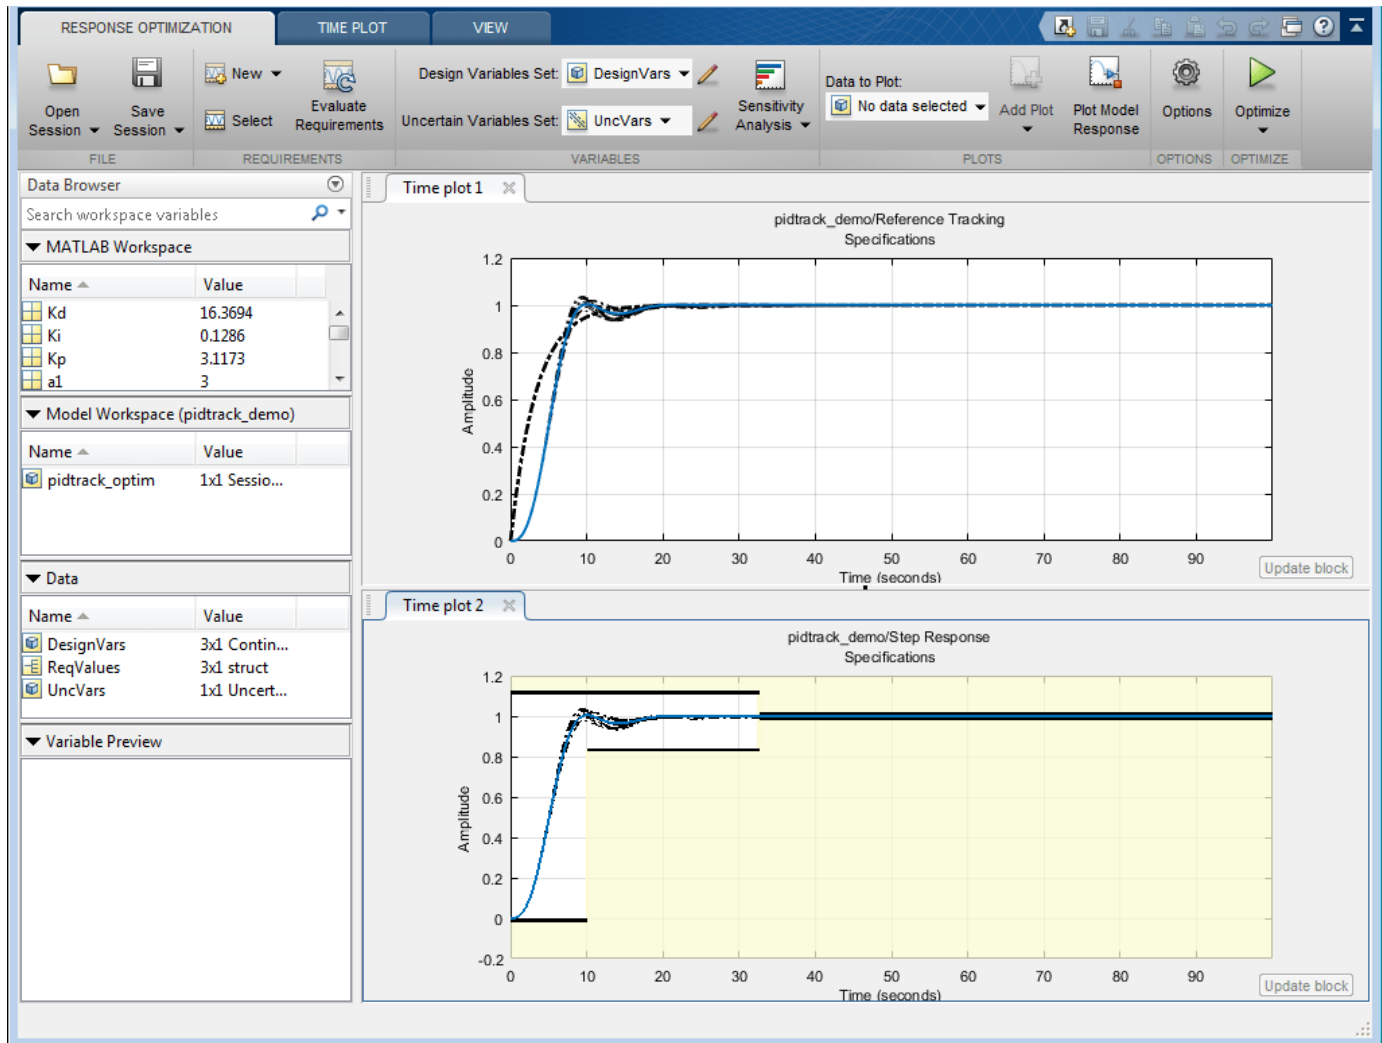 RESPONSE OPTIMIZATION TIME PLOT VIEW
Open Session Save Session
New
Select
Evaluate Requirements
Design Variables Set: DesignVars
Uncertain Variables Set: UncVars
Sensitivity Analysis
Data to Plot:
No data selected
Add Plot
Plot Model Response
Options
Optimize
FILE REQUIREMENTS VARIABLES PLOTS OPTIONS OPTIMIZE
Data Browser
Search workspace variables
MATLAB Workspace
Name Value
Kd 16.3694
Ki 0.1286
Kp 3.1173
a1 3
Model Workspace (pidtrack_demo)
Name Value
pidtrack_optim 1x1 Sessio...
Data
Name Value
DesignVars 3x1 Contin...
ReqValues 3x1 struct
UncVars 1x1 Uncert...
Variable Preview
Time plot 1
pidtrack_demo/Reference Tracking
Specifications
Amplitude
1.2
1
0.8
0.6
0.4
0.2
0
0 10 20 30 40 50 60 70 80 90
Time (seconds)
Update block
Time plot 2
pidtrack_demo/Step Response
Specifications
Amplitude
1.2
1
0.8
0.6
0.4
0.2
0
-0.2
0 10 20 30 40 50 60 70 80 90
Time (seconds)
Update block